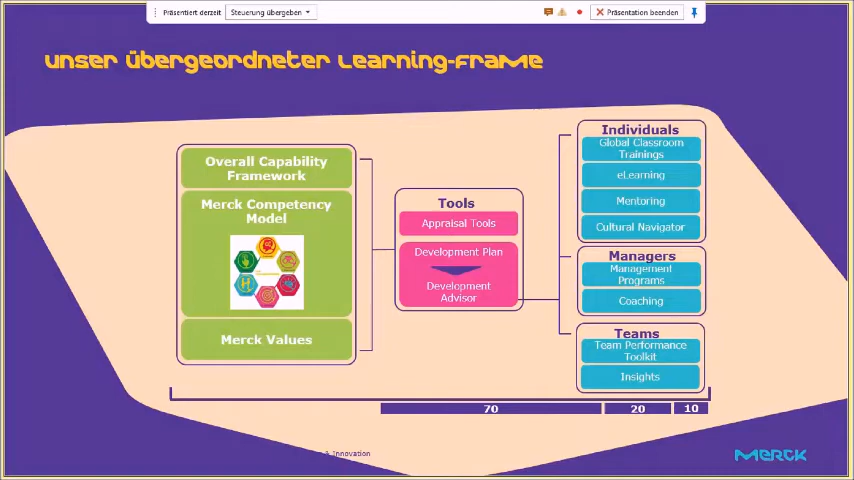 Präsentiert derzeit
Steuerung übergeben
Präsentation beenden
unser übergeordneter Learning-Frame
Overall Capability
Framework
Merck Competency
Model
Merck Values
Tools
Appraisal Tools
Development Plan
Development
Advisor
Individuals
Global Classroom
Trainings
eLearning
Mentoring
Cultural Navigator
Managers
Management
Programs
Coaching
Teams
Team Performance
Toolkit
Insights
70
20
10
& Innovation
Merck